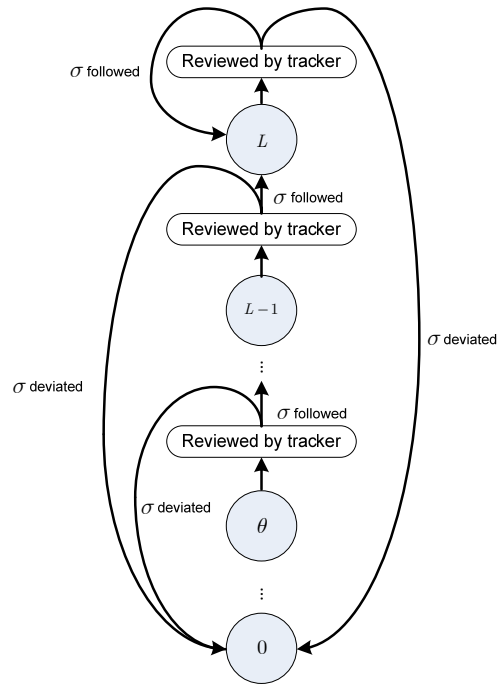 Reviewed by tracker
σ followed
L
σ followed
Reviewed by tracker
L − 1
...
σ deviated
σ deviated
σ followed
Reviewed by tracker
σ deviated
θ
...
0